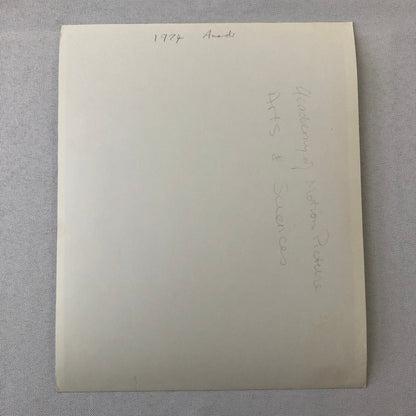 1974 Awards
Academy of Motion Picture
Arts & Sciences